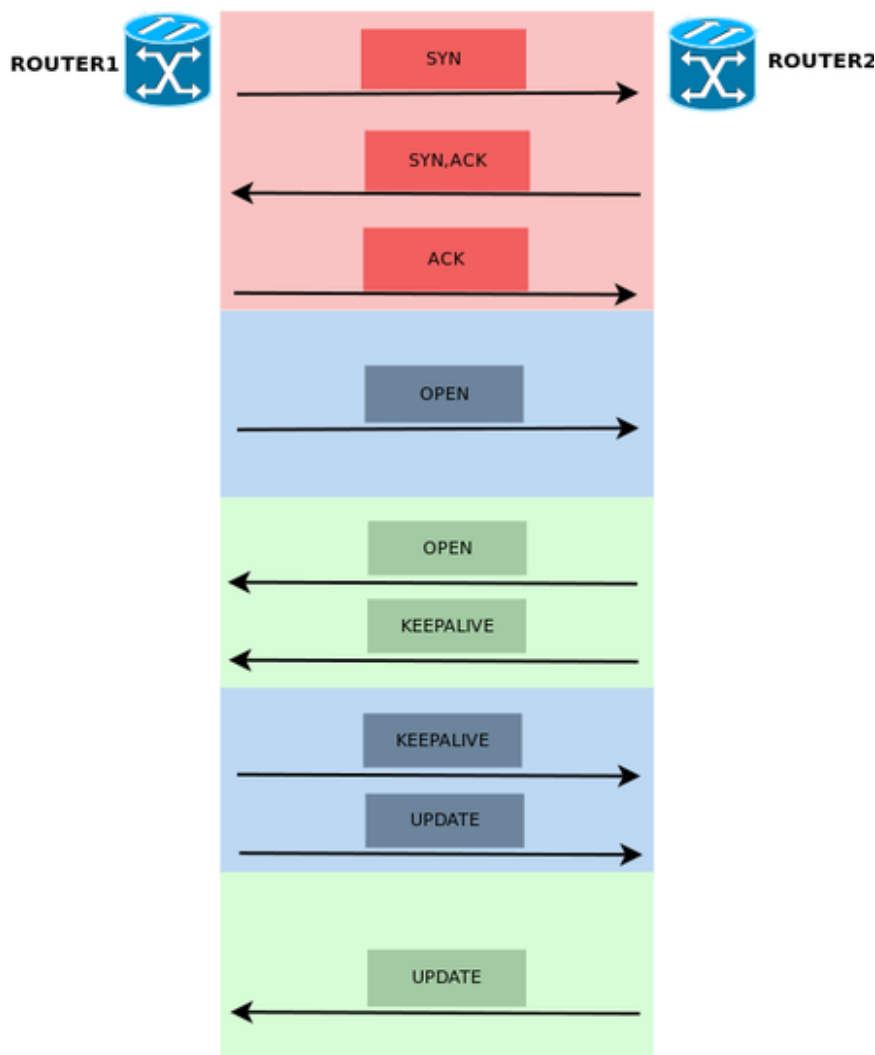 ROUTER1
ROUTER2
SYN
SYN,ACK
ACK
OPEN
OPEN
KEEPALIVE
KEEPALIVE
UPDATE
UPDATE